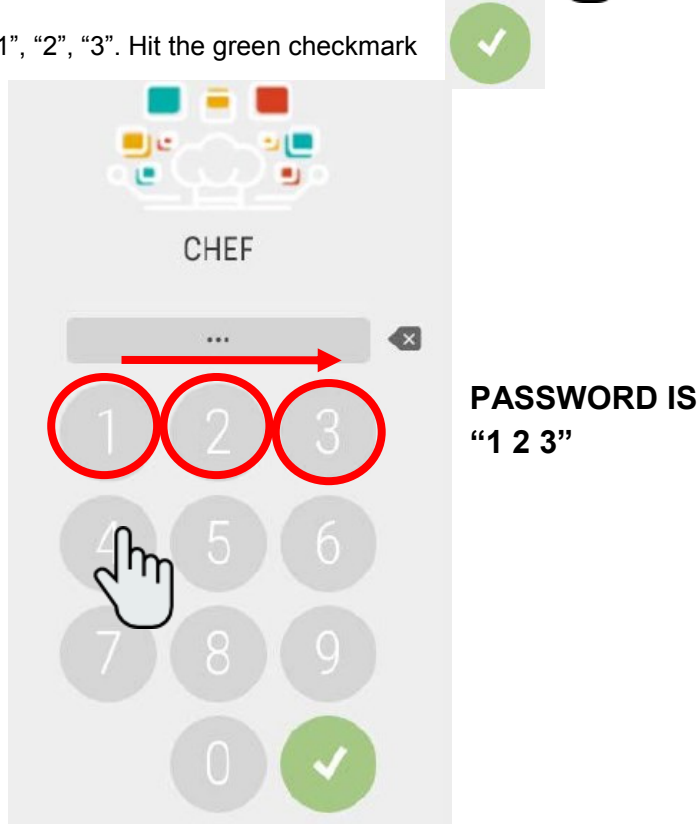 1”, “2”, “3”. Hit the green checkmark
CHEF
...
1 2 3
PASSWORD IS
“1 2 3”
4 5 6
7 8 9
0